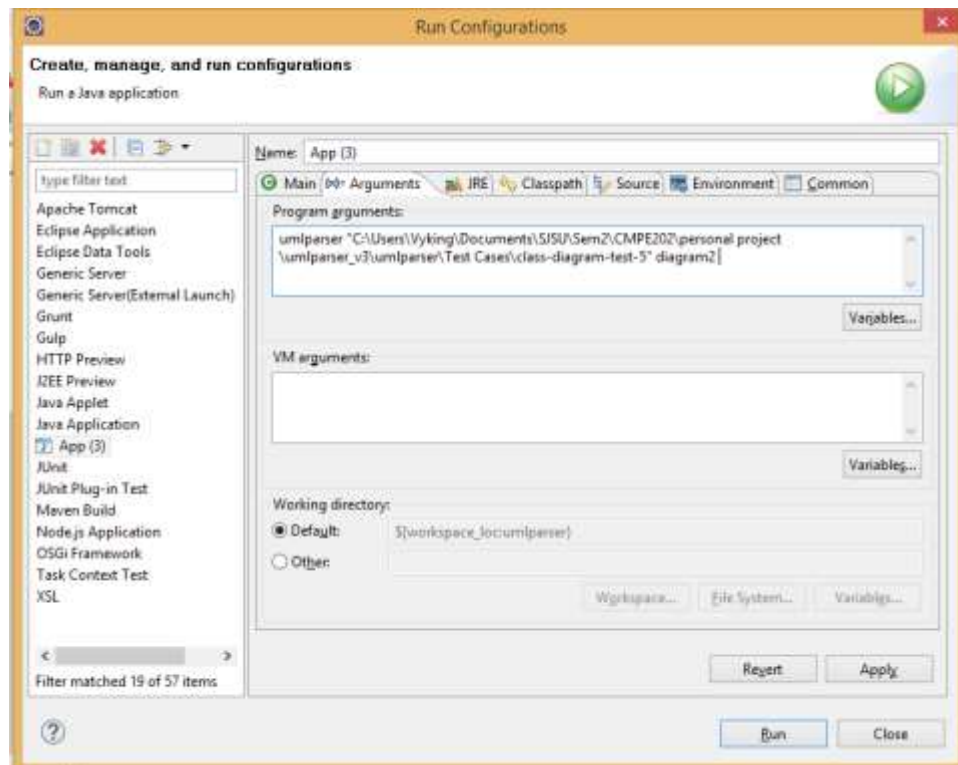 Run Configurations
Create, manage, and run configurations
Run a Java application
type filter text
Apache Tomcat
Eclipse Application
Eclipse Data Tools
Generic Server
Generic Server(External Launch)
Grunt
Gulp
HTTP Preview
J2EE Preview
Java Applet
Java Application
App (3)
JUnit
JUnit Plug-in Test
Maven Build
Node.js Application
OSGi Framework
Task Context Test
XSL
Filter matched 19 of 57 items
Name: App (3)
Main Arguments JRE Classpath Source Environment Common
Program arguments:
umlparser "C:\Users\Vyking\Documents\SJSU\Sem2\CMPE202\personal project
\umlparser_v3\umlparser\Test Cases\class-diagram-test-5" diagram2
Variables...
VM arguments:
Variables...
Working directory:
Default: ${workspace_loc:umlparser}
Other:
Workspace... File System... Variables...
Revert Apply
Run Close